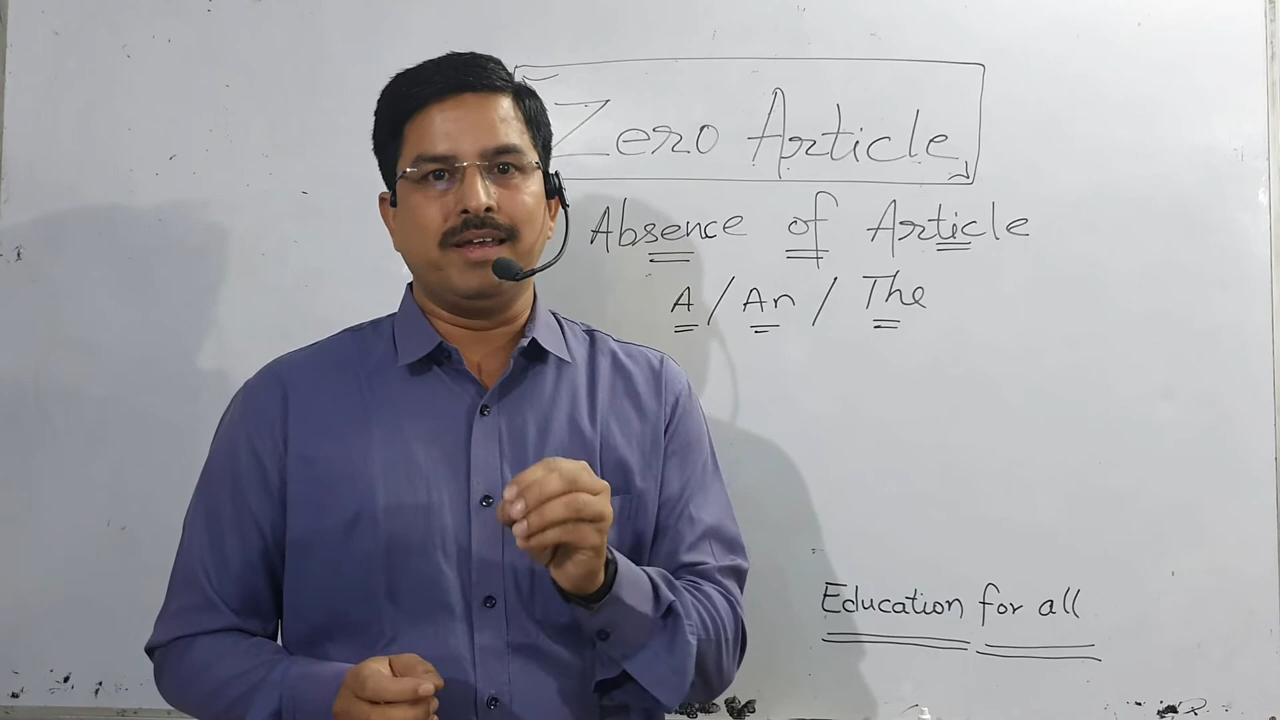 Zero Article
Absence of Article
A / An / The
Education for all